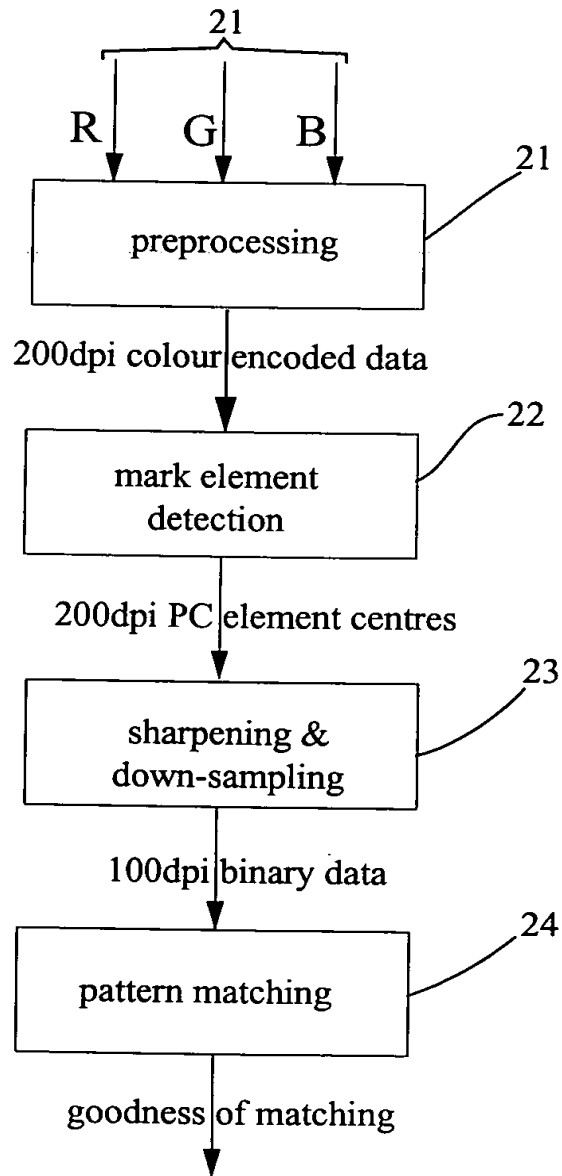 21
R G B
21
preprocessing
200dpi colour encoded data
22
mark element
detection
200dpi PC element centres
23
sharpening &
down-sampling
100dpi binary data
24
pattern matching
goodness of matching